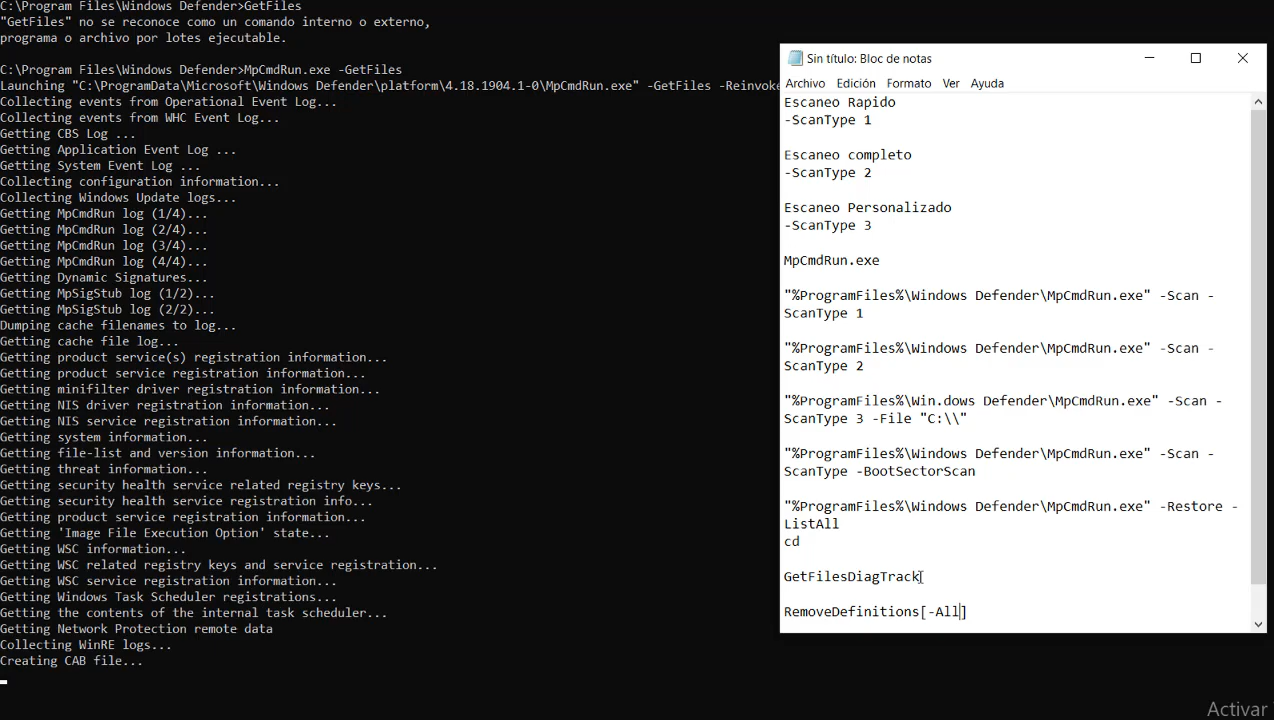 C:\Program Files\Windows Defender>GetFiles
"GetFiles" no se reconoce como un comando interno o externo,
programa o archivo por lotes ejecutable.
C:\Program Files\Windows Defender>MpCmdRun.exe -GetFiles
Launching "C:\ProgramData\Microsoft\Windows Defender\platform\4.18.1904.1-0\MpCmdRun.exe" -GetFiles -Reinvoke
Collecting events from Operational Event Log...
Collecting events from WHC Event Log...
Getting CBS Log ...
Getting Application Event Log ...
Getting System Event Log ...
Collecting configuration information...
Collecting Windows Update logs...
Getting MpCmdRun log (1/4)...
Getting MpCmdRun log (2/4)...
Getting MpCmdRun log (3/4)...
Getting MpCmdRun log (4/4)...
Getting Dynamic Signatures...
Getting MpSigStub log (1/2)...
Getting MpSigStub log (2/2)...
Dumping cache filenames to log...
Getting cache file log...
Getting product service(s) registration information...
Getting product service registration information...
Getting minifilter driver registration information...
Getting NIS driver registration information...
Getting NIS service registration information...
Getting system information...
Getting file-list and version information...
Getting threat information...
Getting security health service related registry keys...
Getting security health service registration info...
Getting product service registration information...
Getting 'Image File Execution Option' state...
Getting WSC information...
Getting WSC related registry keys and service registration...
Getting WSC service registration information...
Getting Windows Task Scheduler registrations...
Getting the contents of the internal task scheduler...
Getting Network Protection remote data
Collecting WinRE logs...
Creating CAB file...
Sin título: Bloc de notas
Archivo Edición Formato Ver Ayuda
Escaneo Rapido
-ScanType 1
Escaneo completo
-ScanType 2
Escaneo Personalizado
-ScanType 3
MpCmdRun.exe
"%ProgramFiles%\Windows Defender\MpCmdRun.exe" -Scan -
ScanType 1
"%ProgramFiles%\Windows Defender\MpCmdRun.exe" -Scan -
ScanType 2
"%ProgramFiles%\Win.dows Defender\MpCmdRun.exe" -Scan -
ScanType 3 -File "C:\\"
"%ProgramFiles%\Windows Defender\MpCmdRun.exe" -Scan -
ScanType -BootSectorScan
"%ProgramFiles%\Windows Defender\MpCmdRun.exe" -Restore -
ListAll
cd
GetFilesDiagTrack
RemoveDefinitions[-All]
Activar